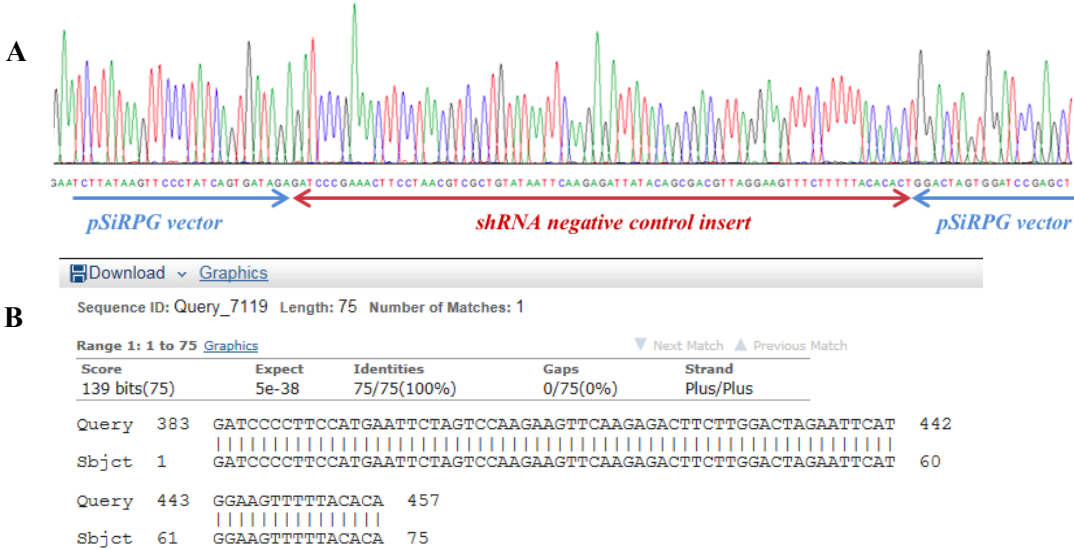 A
GAATCTTATAAGTTCCCTATCAGTGATAGAGATCCCGAAACTTCCTAACGTCGCTGTATAATTCAAGAGATTATACAGCGACGTTAGGAAGTTTCTTTTTACACACTGGACTAGTGGATCCGAGCT
pSiRPG vector shRNA negative control insert pSiRPG vector
B
Download Graphics
Sequence ID: Query_7119 Length: 75 Number of Matches: 1
Range 1: 1 to 75 Graphics Next Match Previous Match
Score Expect Identities Gaps Strand
139 bits(75) 5e-38 75/75(100%) 0/75(0%) Plus/Plus
Query 383 GATCCCCTTCCATGAATTCTAGTCCAAGAAGTTCAAGAGACTTCTTGGACTAGAATTCAT 442
Sbjct 1 GATCCCCTTCCATGAATTCTAGTCCAAGAAGTTCAAGAGACTTCTTGGACTAGAATTCAT 60
Query 443 GGAAGTTTTTACACA 457
Sbjct 61 GGAAGTTTTTACACA 75